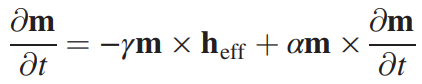 ∂m/∂t = −γm × h_eff + αm × ∂m/∂t